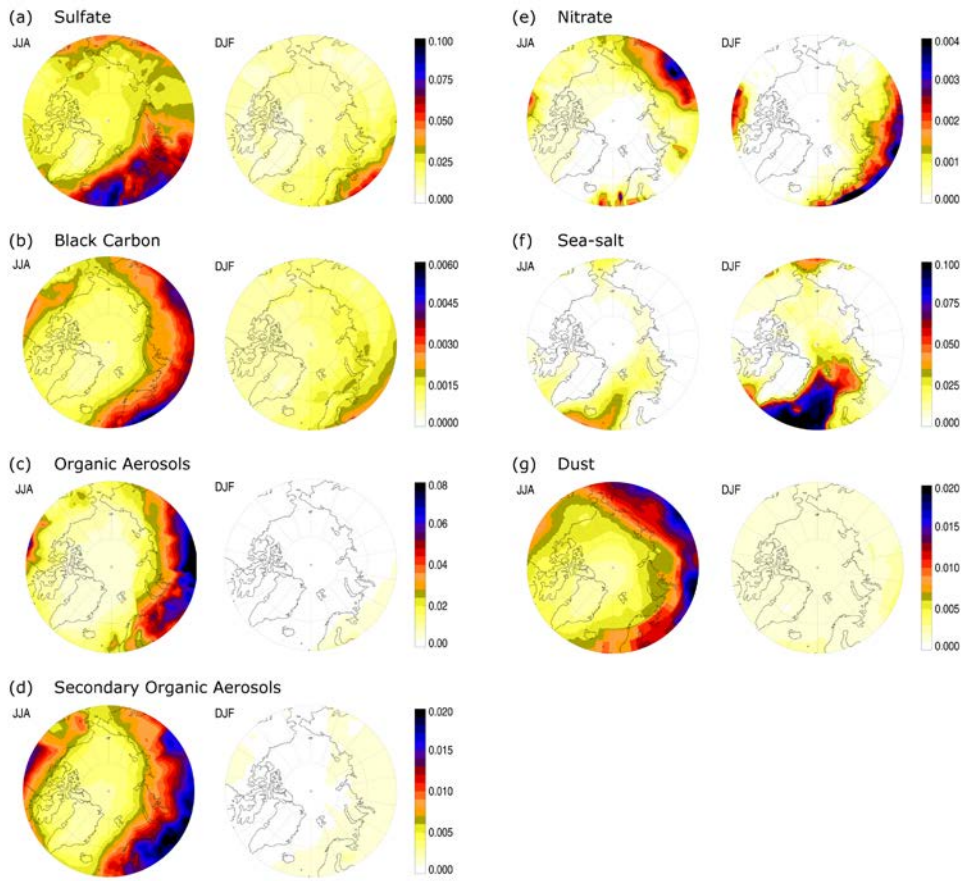 (a) Sulfate
JJA
DJF
0.100
0.075
0.050
0.025
0.000
(b) Black Carbon
JJA
DJF
0.0060
0.0045
0.0030
0.0015
0.0000
(c) Organic Aerosols
JJA
DJF
0.08
0.06
0.04
0.02
0.00
(d) Secondary Organic Aerosols
JJA
DJF
0.020
0.015
0.010
0.005
0.000
(e) Nitrate
JJA
DJF
0.004
0.003
0.002
0.001
0.000
(f) Sea-salt
JJA
DJF
0.100
0.075
0.050
0.025
0.000
(g) Dust
JJA
DJF
0.020
0.015
0.010
0.005
0.000